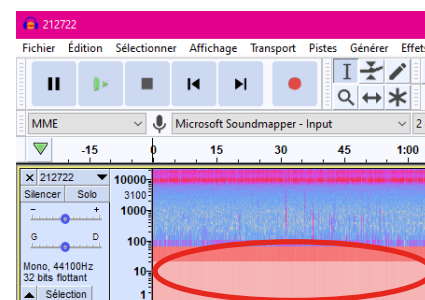 212722
Fichier Édition Sélectionner Affichage Transport Pistes Générer Effets
MME Microsoft Soundmapper - Input 2
-15 0 15 30 45 1:00
× 212722
Silencer Solo
- +
G D
Mono, 44100Hz
32 bits flottant
Sélection
10000
3100
1000
100
10
1